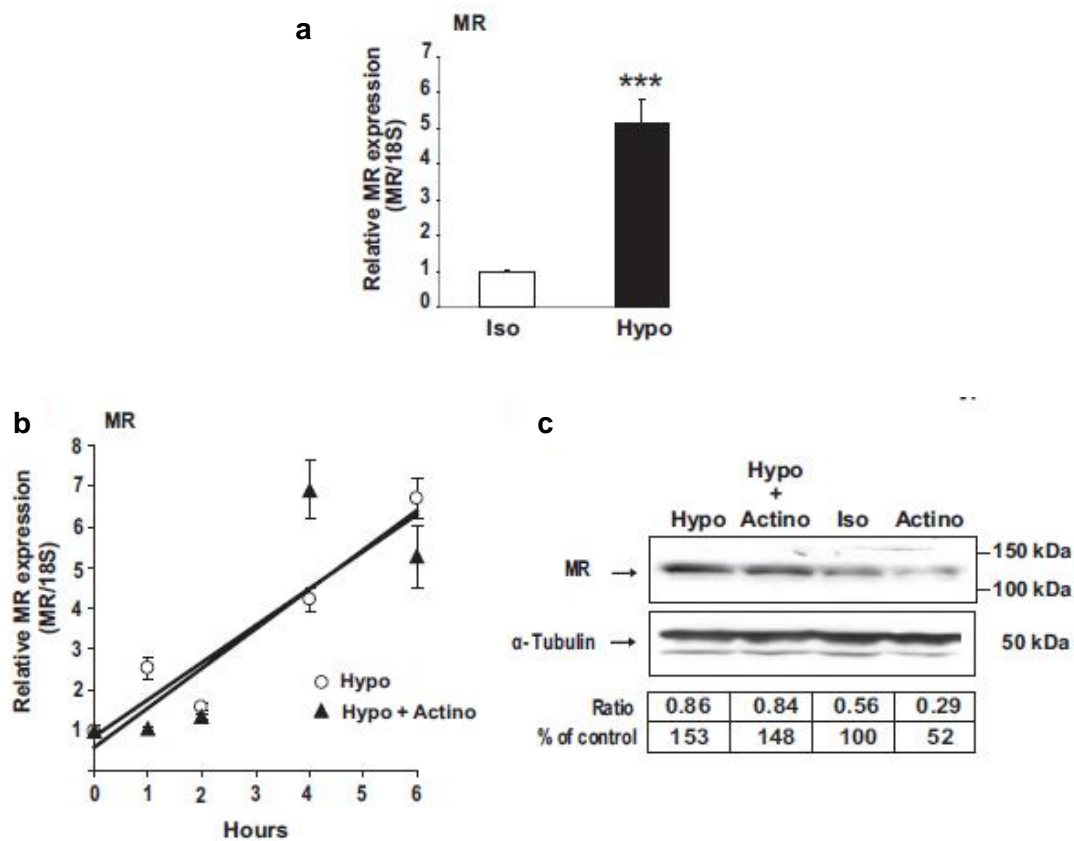 a
MR
Relative MR expression
(MR/18S)
7
6
5
4
3
2
1
0
***
Iso Hypo
b
MR
Relative MR expression
(MR/18S)
8
7
6
5
4
3
2
1
0 1 2 3 4 5 6
Hours
Hypo
Hypo + Actino
c
Hypo
+
Hypo Actino Iso Actino
MR
150 kDa
100 kDa
α-Tubulin
50 kDa
Ratio 0.86 0.84 0.56 0.29
% of control 153 148 100 52